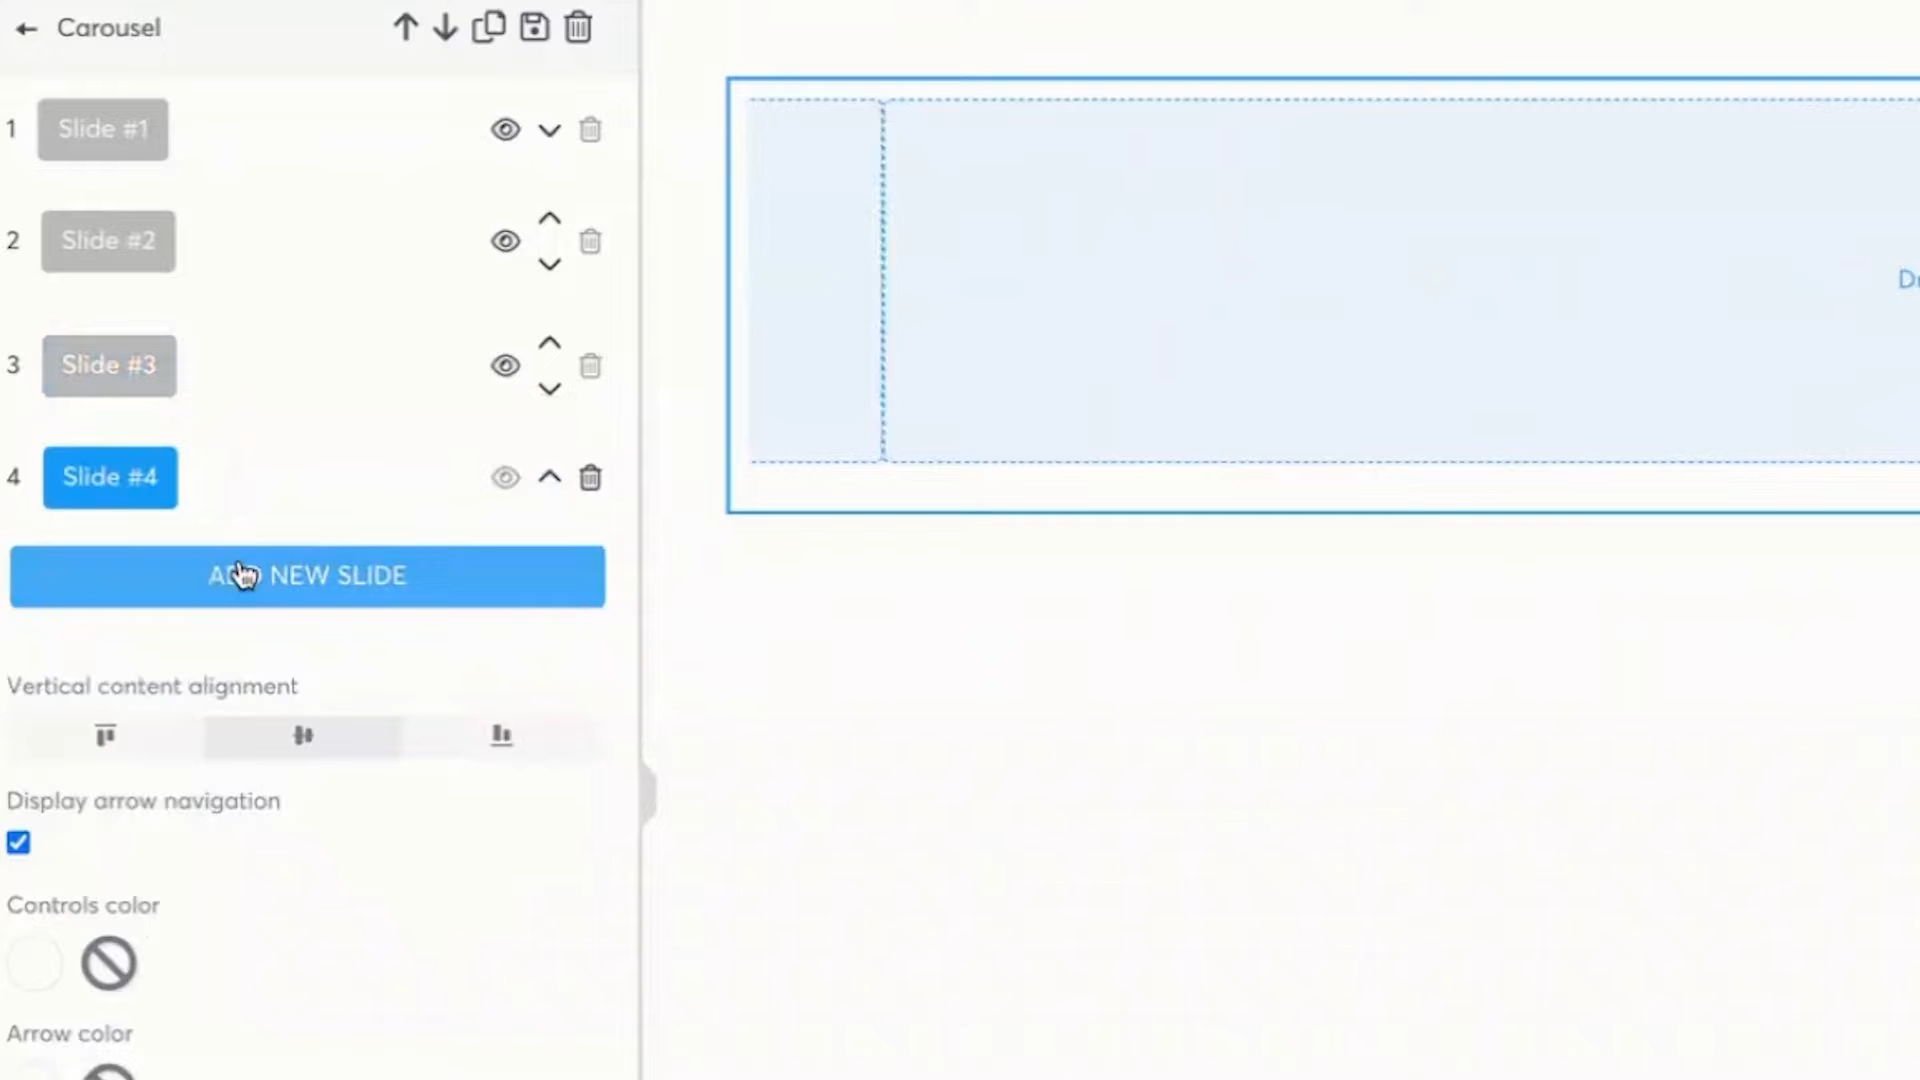 Carousel
1 Slide #1
2 Slide #2
3 Slide #3
4 Slide #4
NEW SLIDE
Vertical content alignment
Display arrow navigation
Controls color
Arrow color